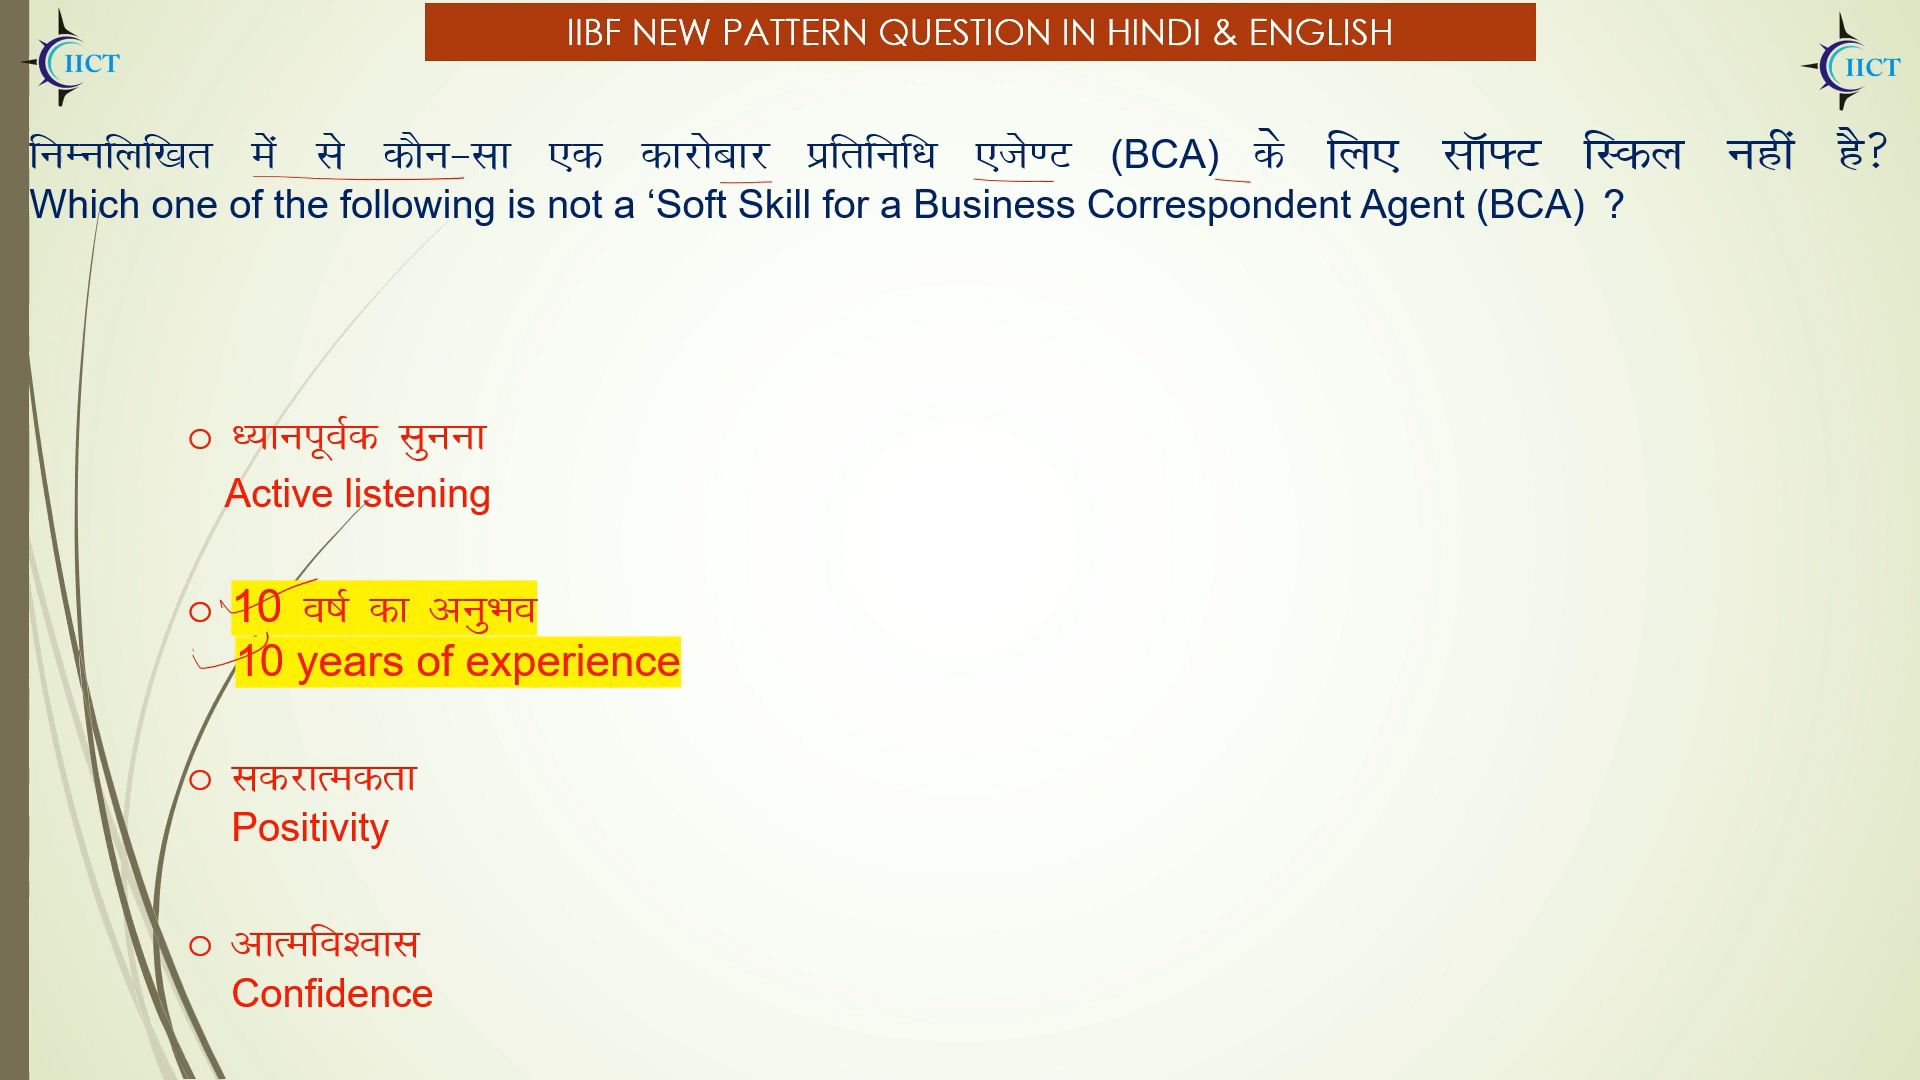 IIBF NEW PATTERN QUESTION IN HINDI & ENGLISH
IICT
IICT
निम्नलिखित में से कौन-सा एक कारोबार प्रतिनिधि एजेण्ट (BCA) के लिए सॉफ्ट स्किल नहीं है?
Which one of the following is not a ‘Soft Skill for a Business Correspondent Agent (BCA) ?
ध्यानपूर्वक सुनना
Active listening
10 वर्ष का अनुभव
10 years of experience
सकरात्मकता
Positivity
आत्मविश्वास
Confidence